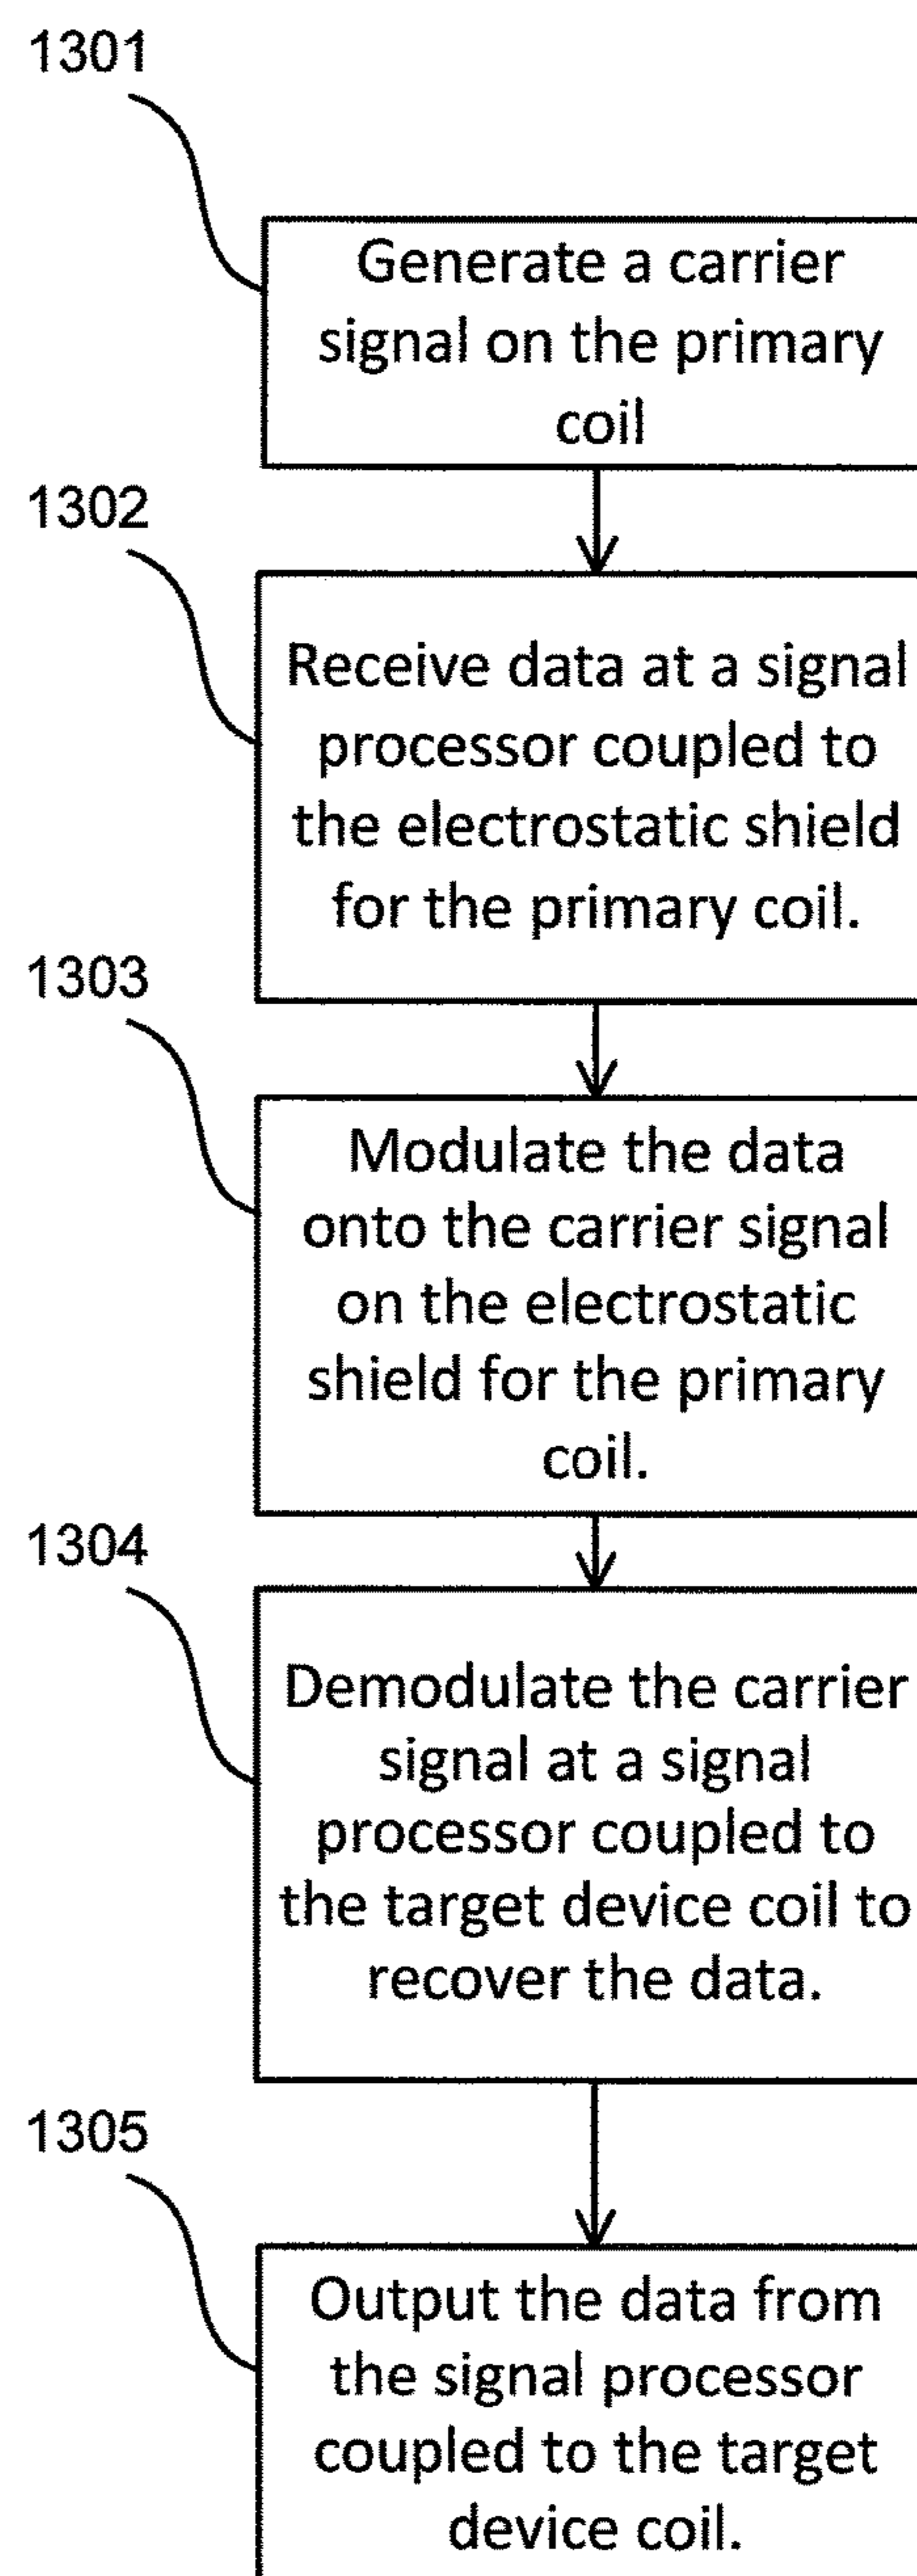 1301
Generate a carrier
signal on the primary
coil
1302
Receive data at a signal
processor coupled to
the electrostatic shield
for the primary coil.
1303
Modulate the data
onto the carrier signal
on the electrostatic
shield for the primary
coil.
1304
Demodulate the carrier
signal at a signal
processor coupled to
the target device coil to
recover the data.
1305
Output the data from
the signal processor
coupled to the target
device coil.